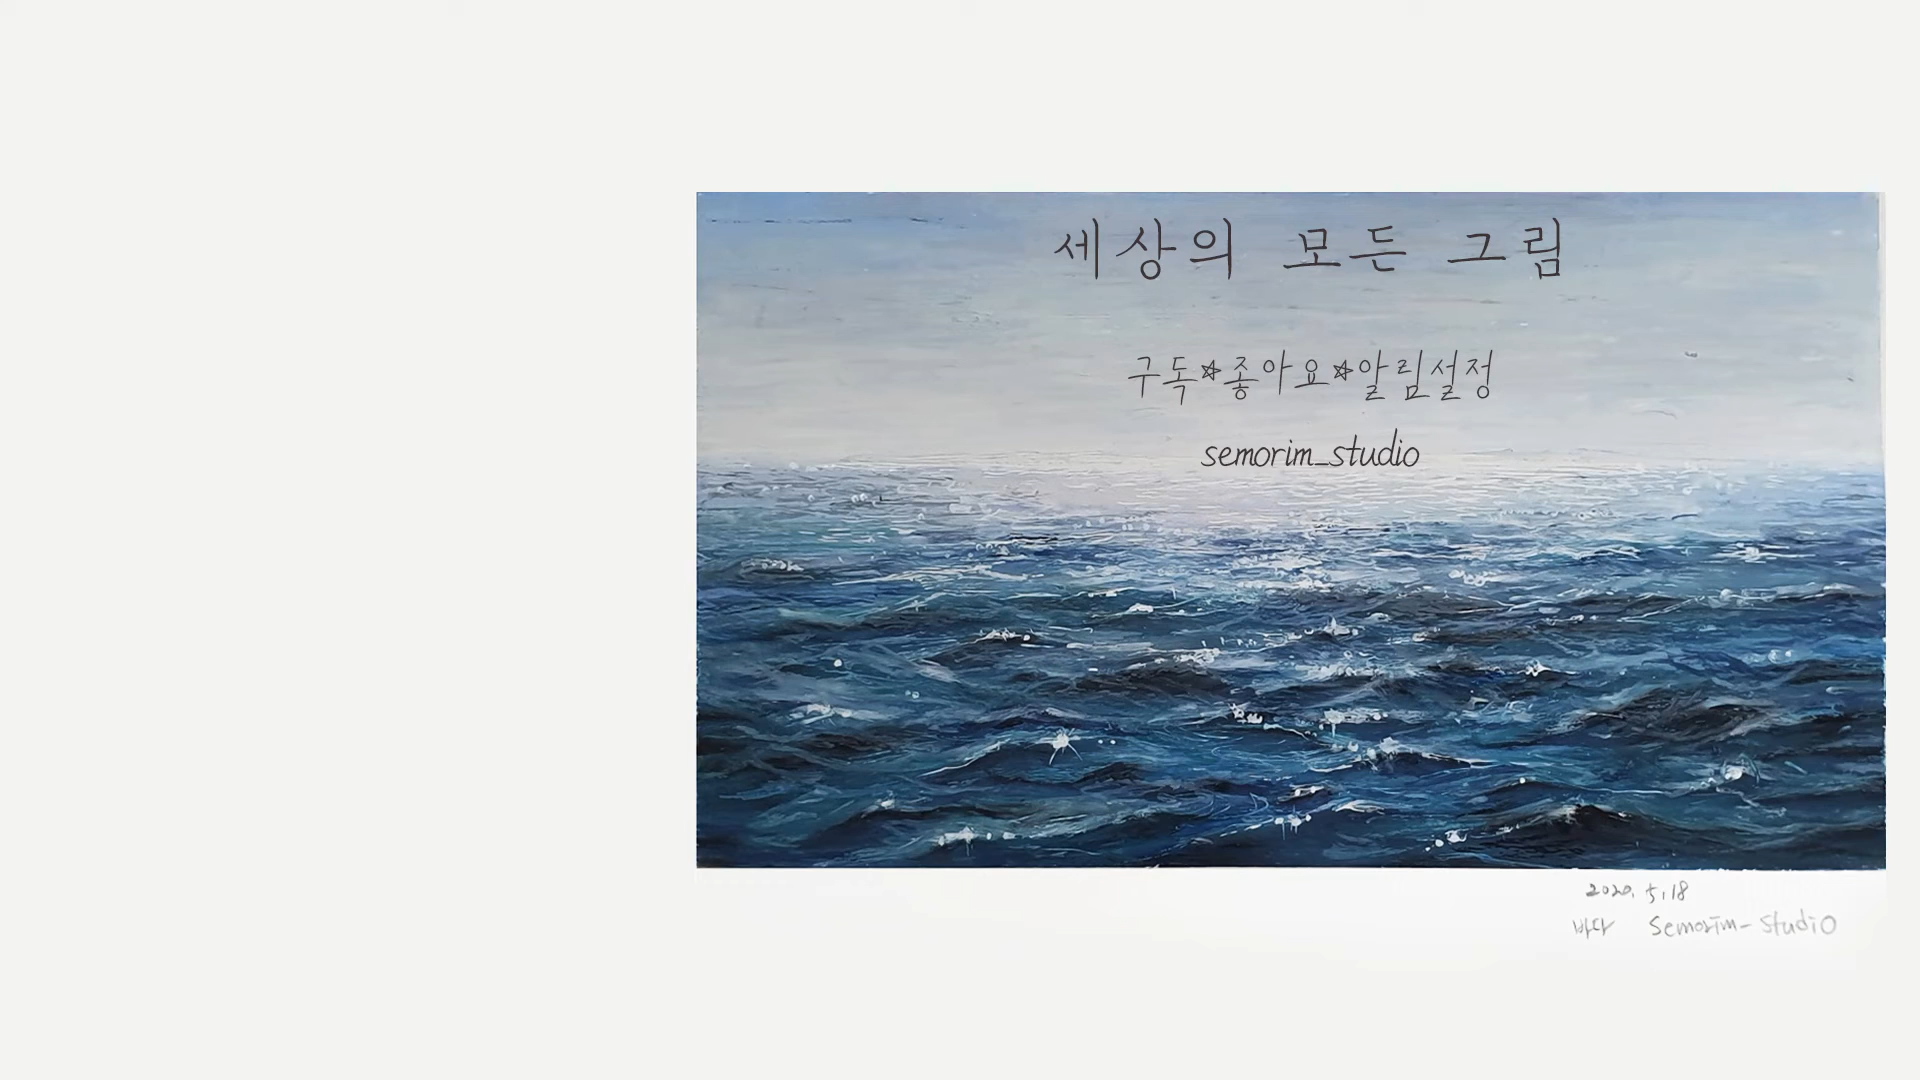 세상의 모든 그림
구독☆좋아요☆알림설정
semorim_studio
2020. 5.18
바다 Semorim- StudiO